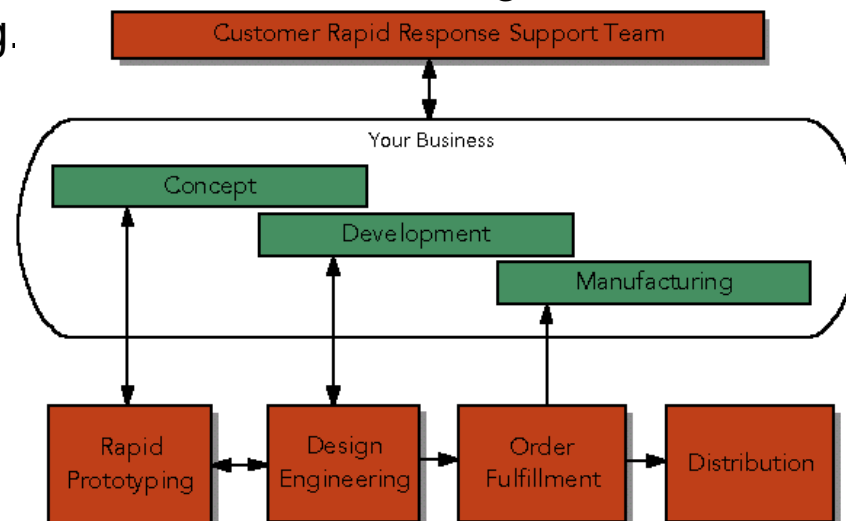 g.
Customer Rapid Response Support Team
Your Business
Concept
Development
Manufacturing
Rapid
Prototyping
Design
Engineering
Order
Fulfillment
Distribution